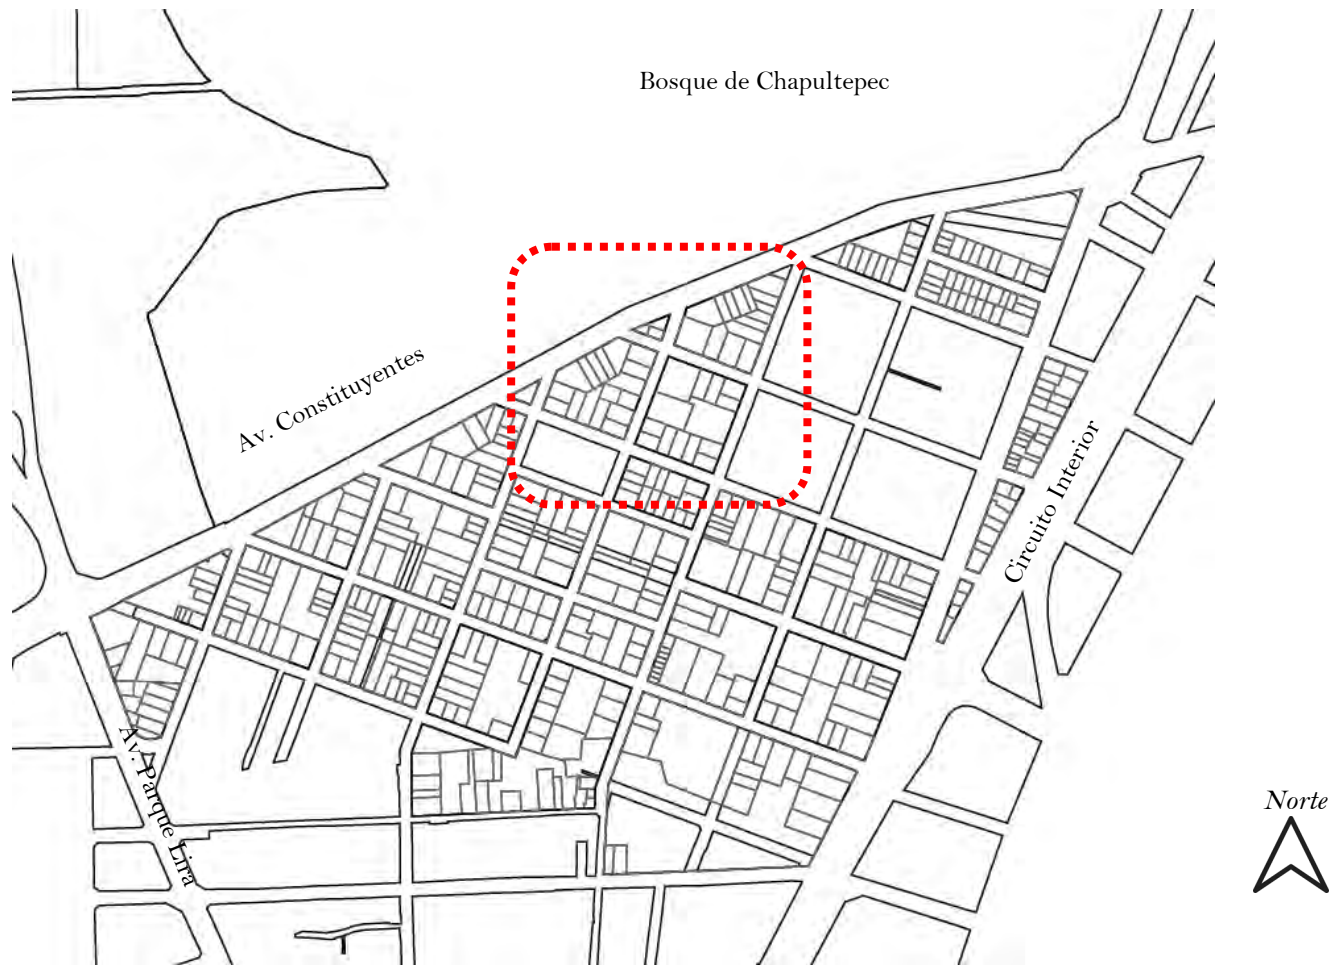 Bosque de Chapultepec
Av. Constituyentes
Circuito Interior
Av. Parque Lira
Norte